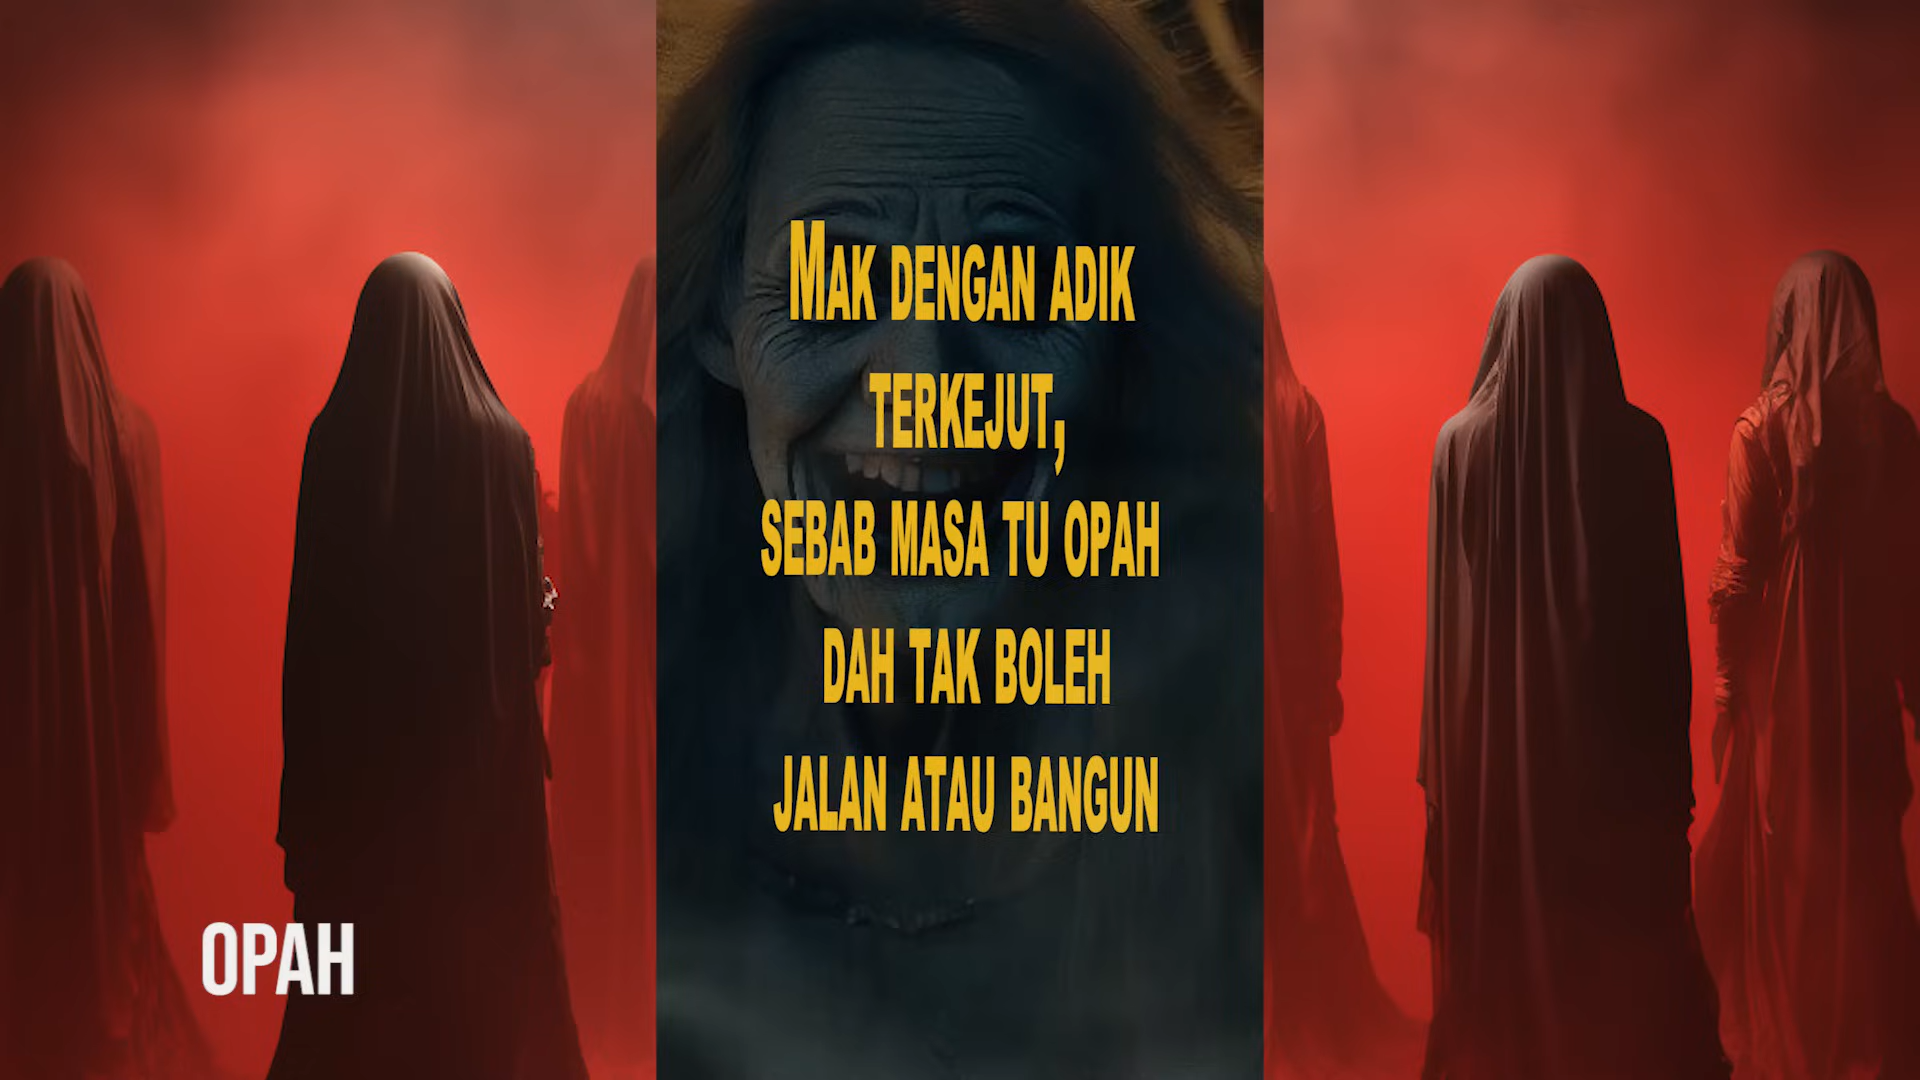 MAK DENGAN ADIK
TERKEJUT,
SEBAB MASA TU OPAH
DAH TAK BOLEH
JALAN ATAU BANGUN
OPAH